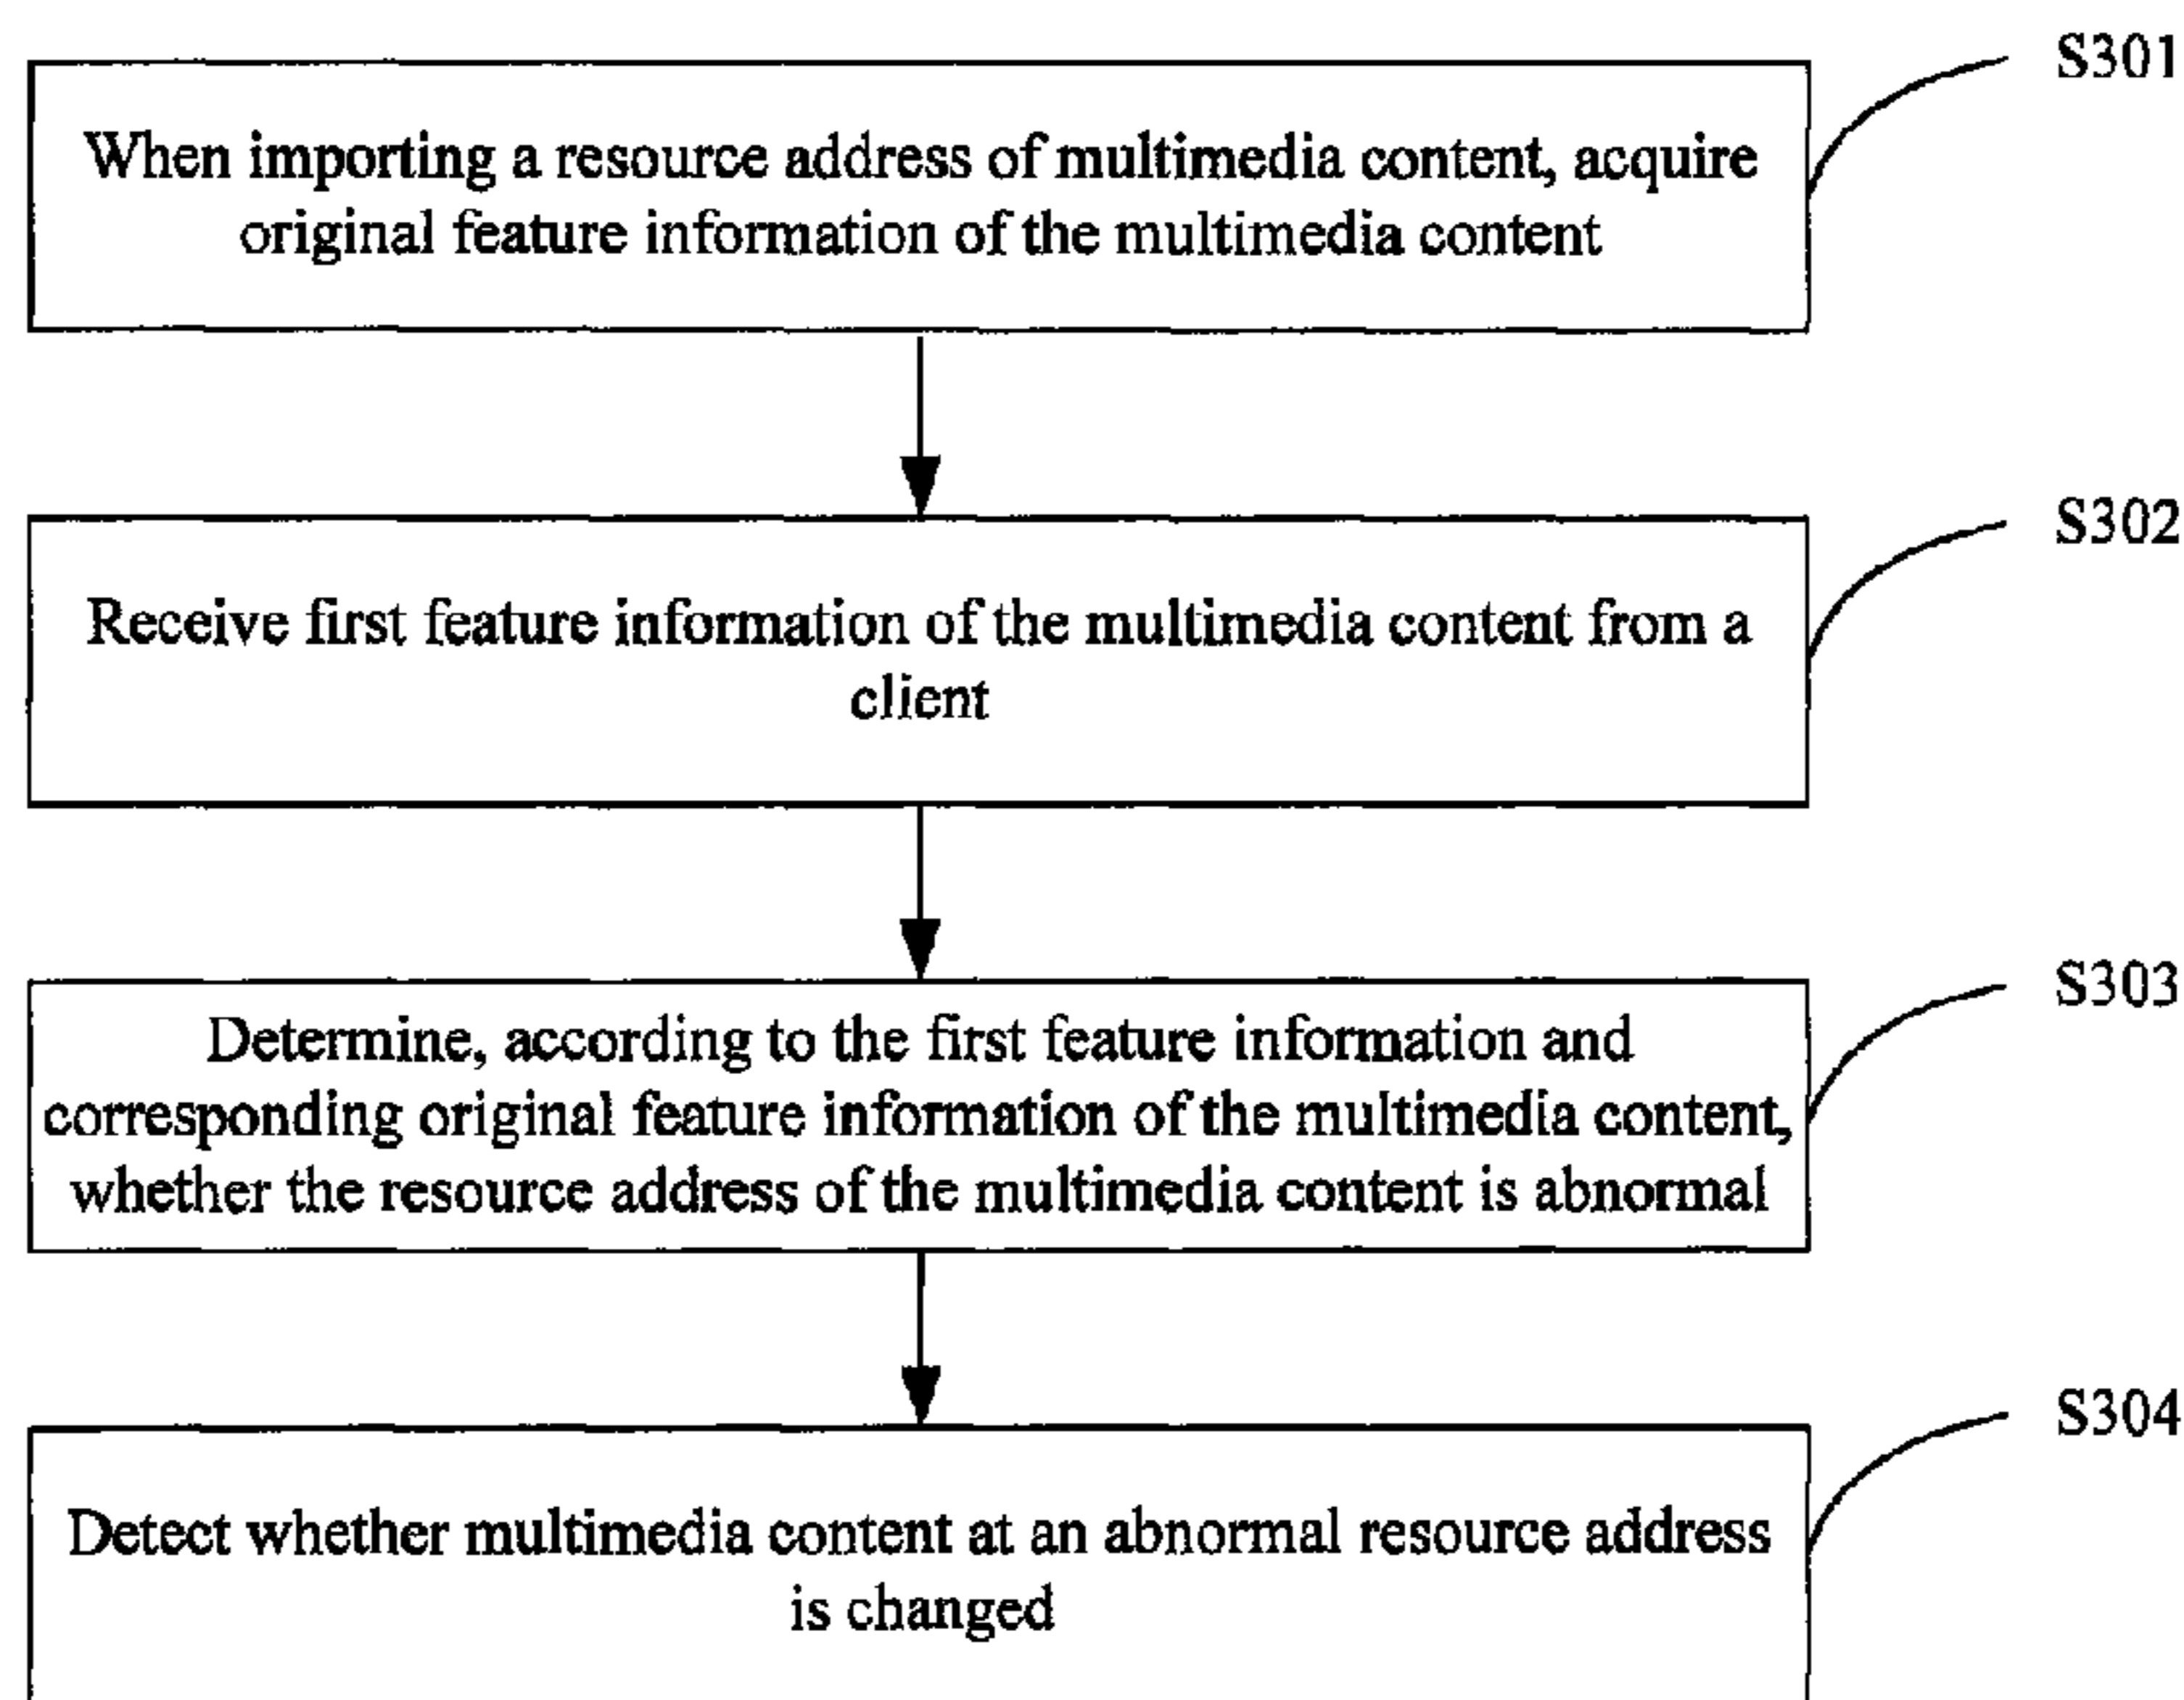 S301
When importing a resource address of multimedia content, acquire
original feature information of the multimedia content
S302
Receive first feature information of the multimedia content from a
client
S303
Determine, according to the first feature information and
corresponding original feature information of the multimedia content,
whether the resource address of the multimedia content is abnormal
S304
Detect whether multimedia content at an abnormal resource address
is changed